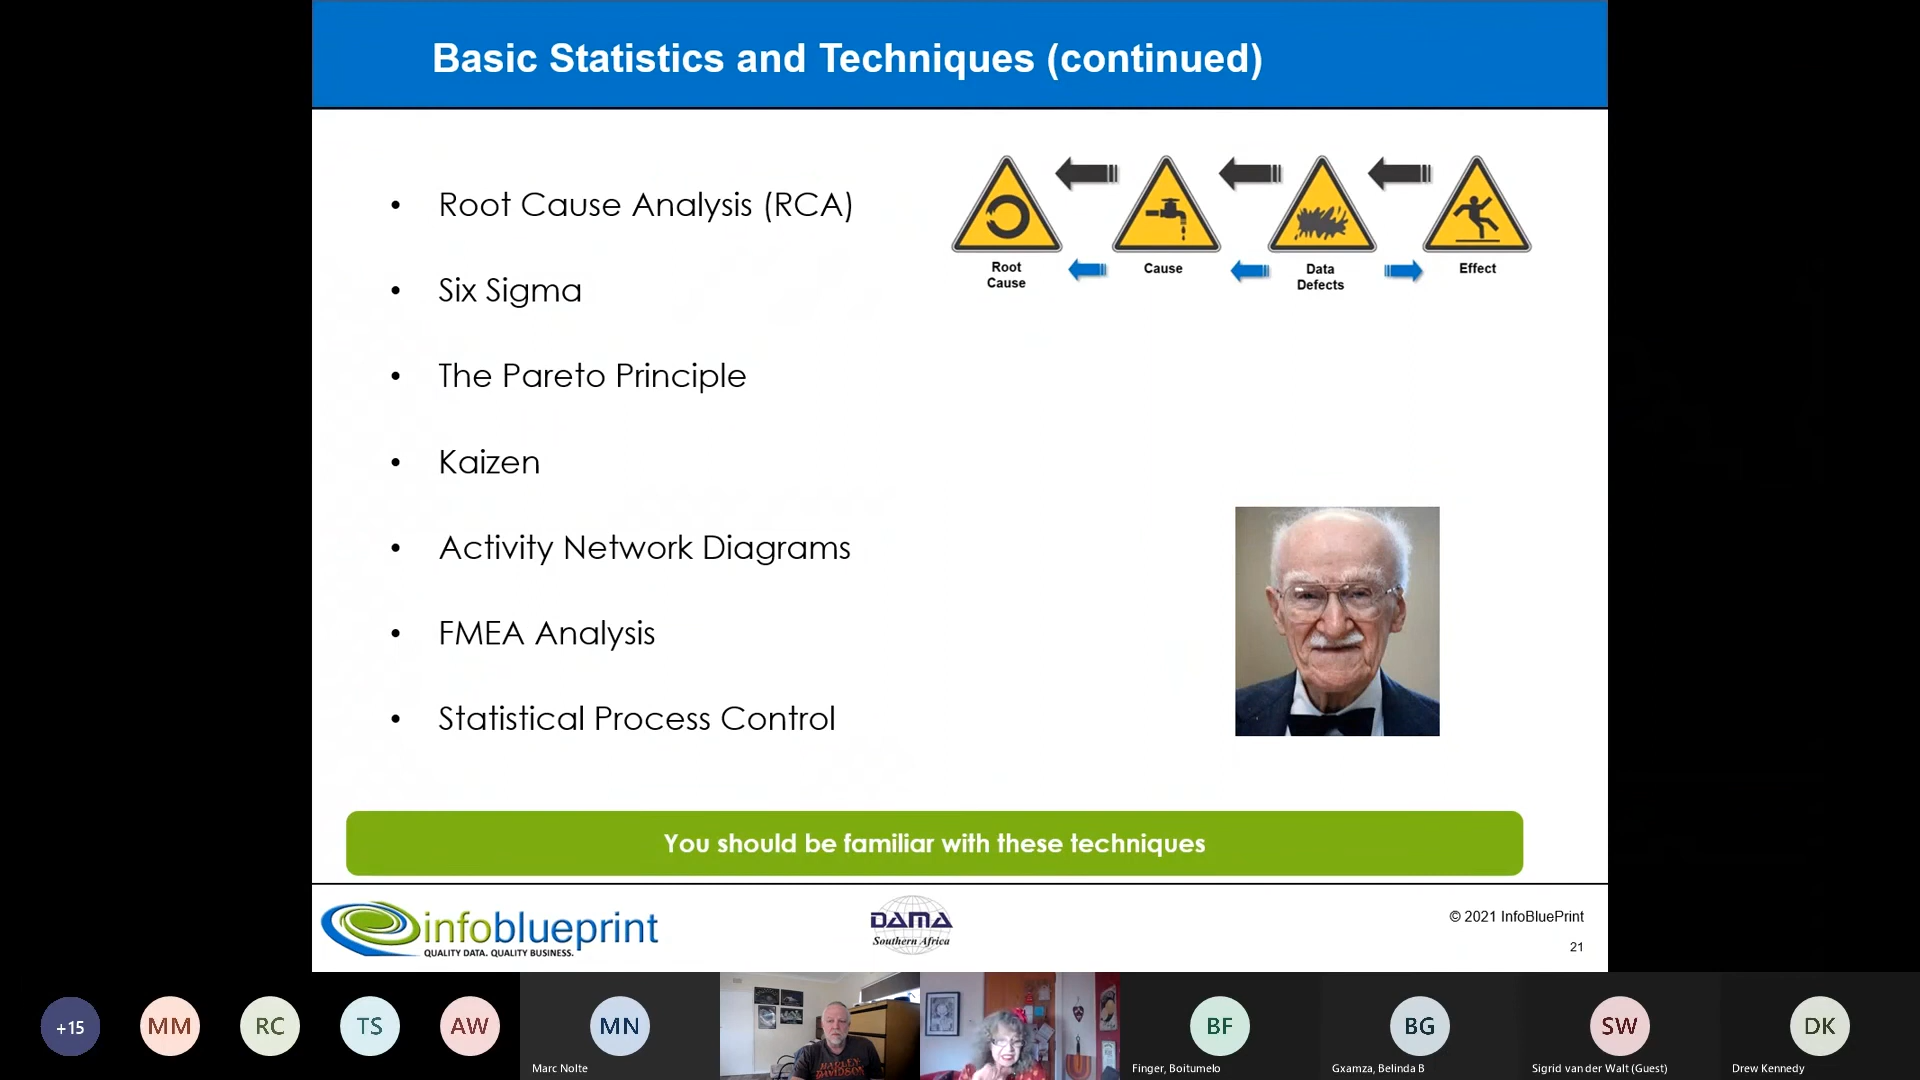 Basic Statistics and Techniques (continued)
• Root Cause Analysis (RCA)
• Six Sigma
• The Pareto Principle
• Kaizen
• Activity Network Diagrams
• FMEA Analysis
• Statistical Process Control
Root
Cause
Cause
Data
Defects
Effect
You should be familiar with these techniques
infoblueprint
QUALITY DATA. QUALITY BUSINESS.
DAMA
Southern Africa
© 2021 InfoBluePrint
21
+15
MM
RC
TS
AW
MN
Marc Nolte
HARLEY-
DAVIDSON
BF
Finger, Boitumelo
BG
Gxamza, Belinda B
SW
Sigrid van der Walt (Guest)
DK
Drew Kennedy